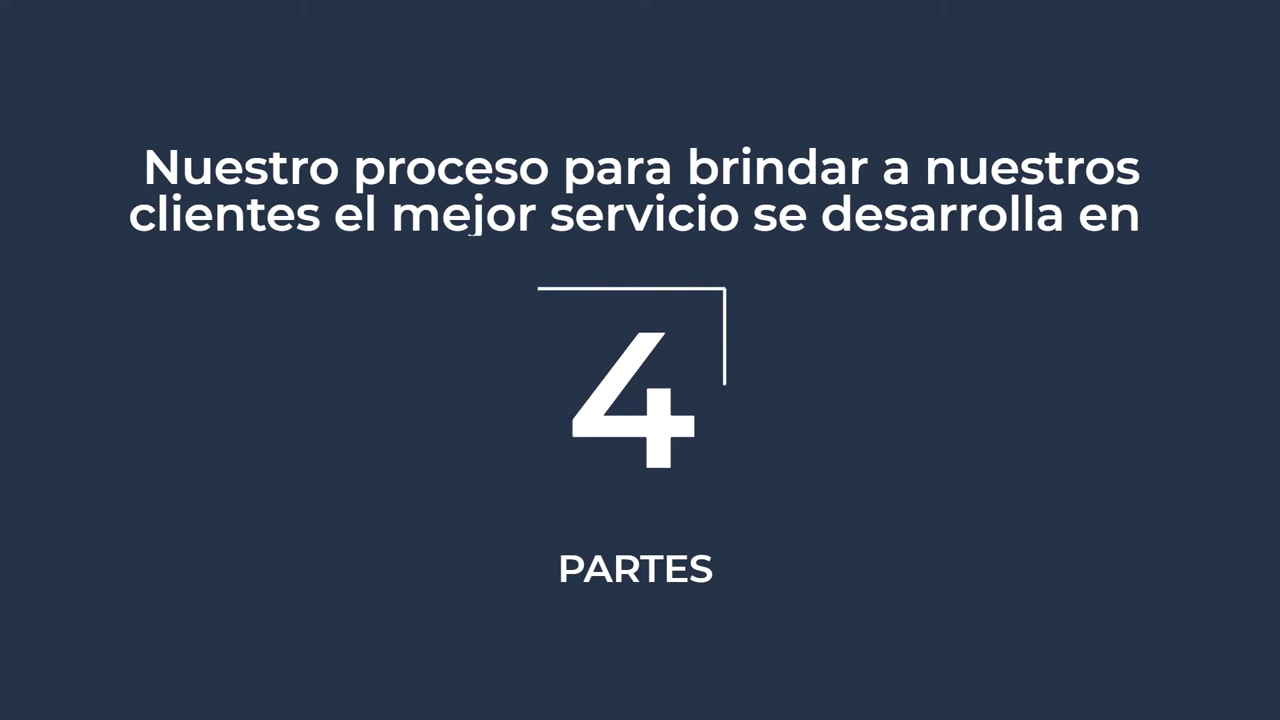 Nuestro proceso para brindar a nuestros
clientes el mejor servicio se desarrolla en
4
PARTES